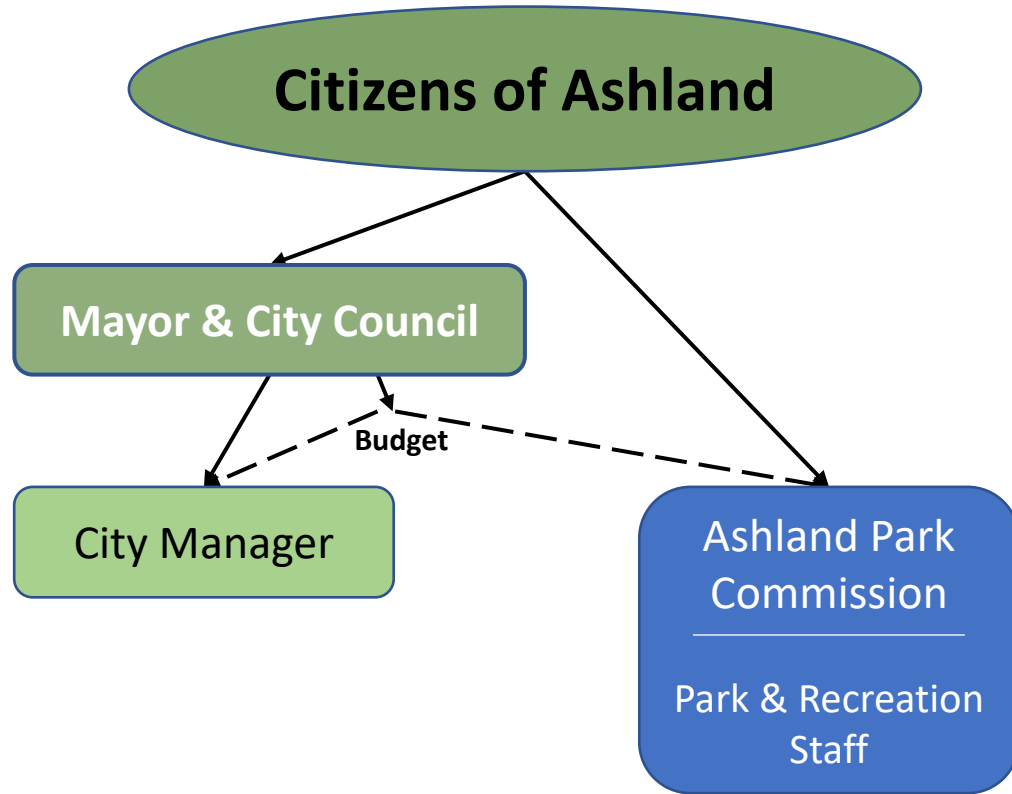 Citizens of Ashland
Mayor & City Council
Budget
City Manager
Ashland Park
Commission
Park & Recreation
Staff